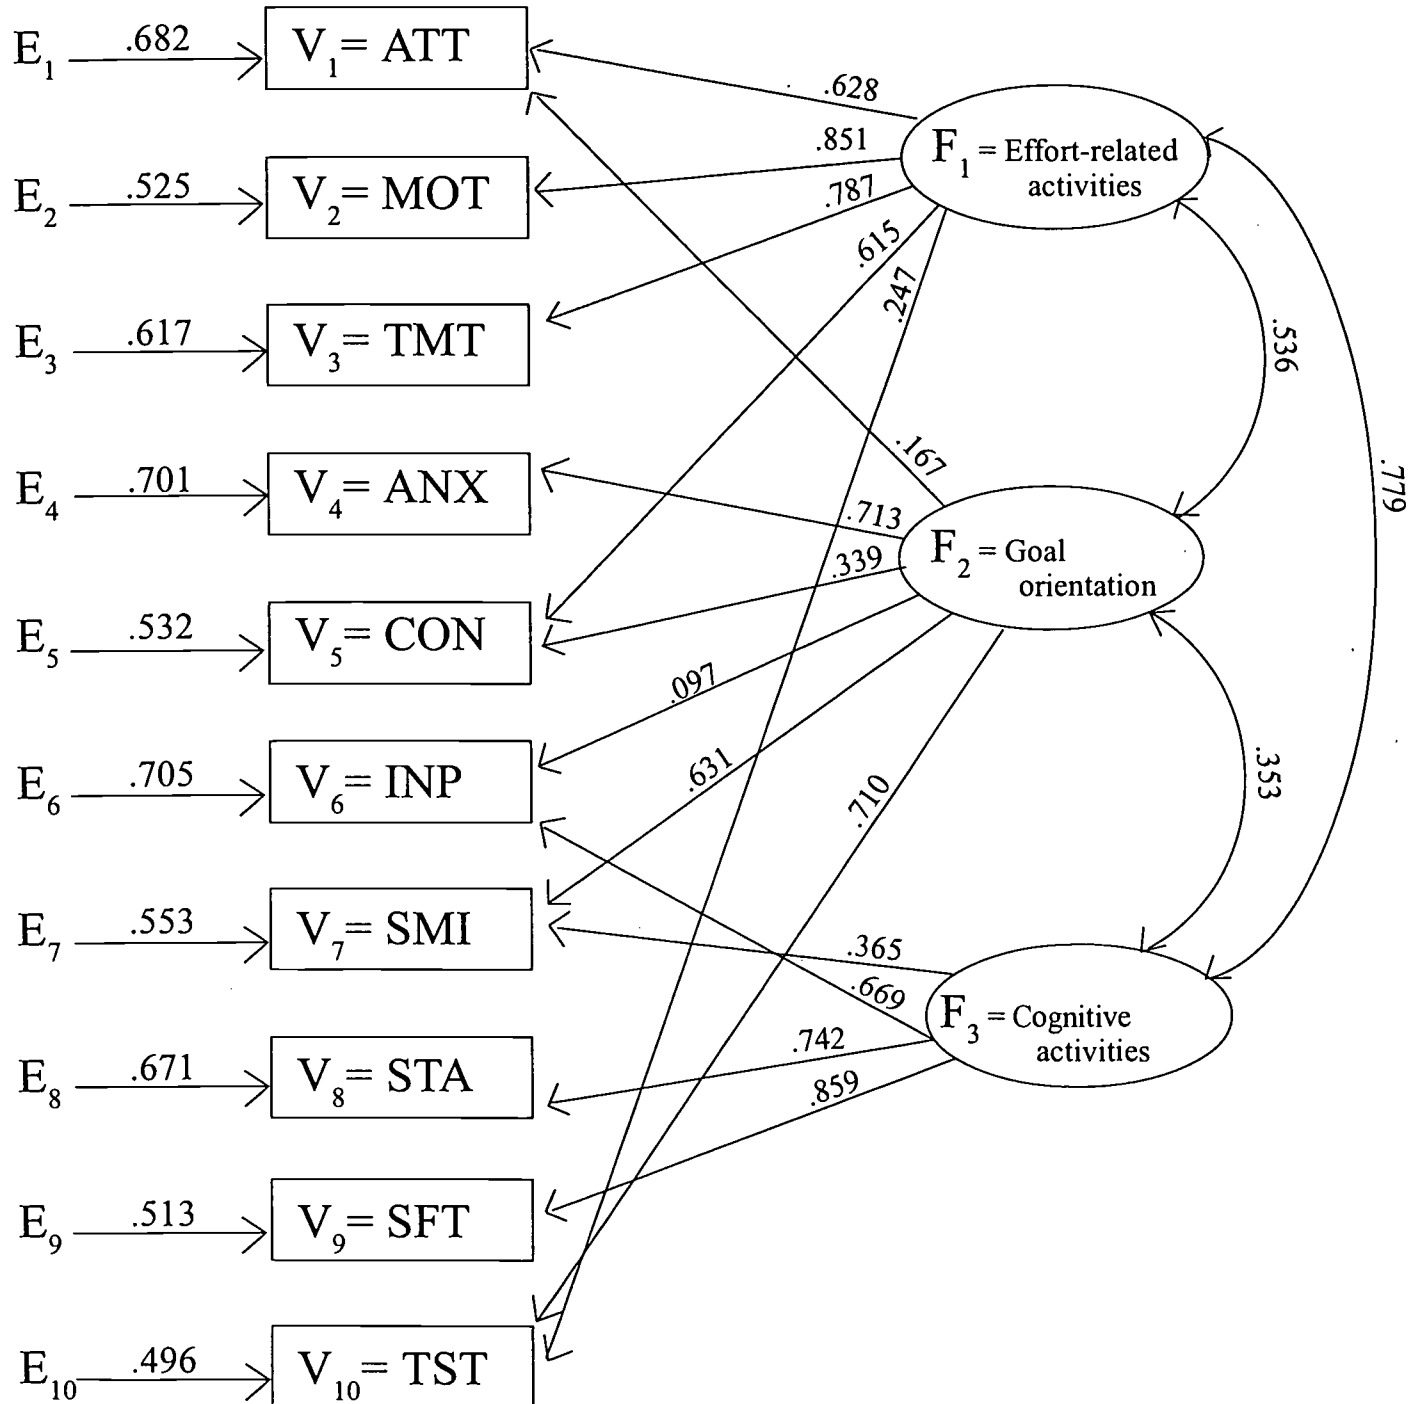 E1 .682 V1= ATT
.628
.851
F1 = Effort-related
activities
E2 .525 V2= MOT
.787
.615
.247
E3 .617 V3= TMT
.536
E4 .701 V4= ANX
.167
.779
.713
F2 = Goal
orientation
.339
E5 .532 V5= CON
.097
E6 .705 V6= INP
.631
.710
.353
E7 .553 V7= SMI
.365
.669
F3 = Cognitive
activities
.742
E8 .671 V8= STA
.859
E9 .513 V9= SFT
E10 .496 V10= TST